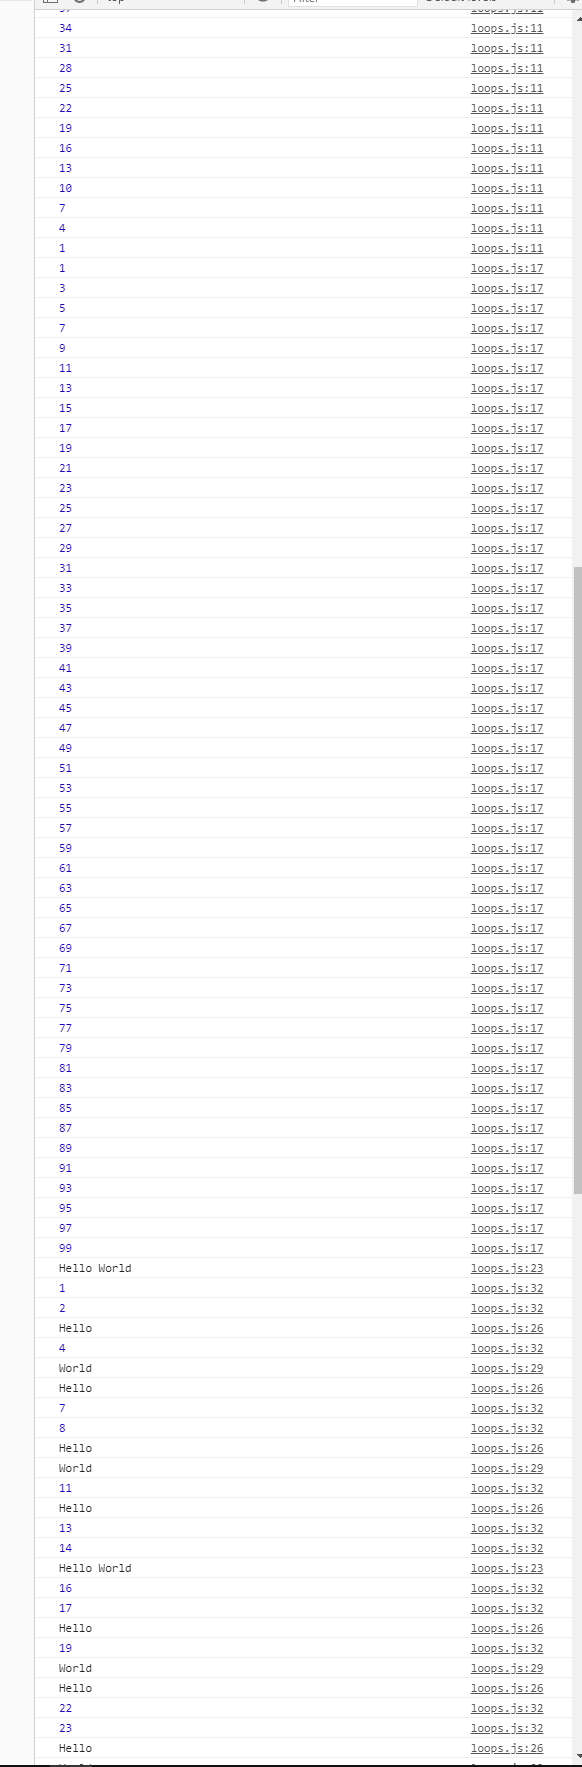 34 loops.js:11
31 loops.js:11
28 loops.js:11
25 loops.js:11
22 loops.js:11
19 loops.js:11
16 loops.js:11
13 loops.js:11
10 loops.js:11
7 loops.js:11
4 loops.js:11
1 loops.js:11
1 loops.js:17
3 loops.js:17
5 loops.js:17
7 loops.js:17
9 loops.js:17
11 loops.js:17
13 loops.js:17
15 loops.js:17
17 loops.js:17
19 loops.js:17
21 loops.js:17
23 loops.js:17
25 loops.js:17
27 loops.js:17
29 loops.js:17
31 loops.js:17
33 loops.js:17
35 loops.js:17
37 loops.js:17
39 loops.js:17
41 loops.js:17
43 loops.js:17
45 loops.js:17
47 loops.js:17
49 loops.js:17
51 loops.js:17
53 loops.js:17
55 loops.js:17
57 loops.js:17
59 loops.js:17
61 loops.js:17
63 loops.js:17
65 loops.js:17
67 loops.js:17
69 loops.js:17
71 loops.js:17
73 loops.js:17
75 loops.js:17
77 loops.js:17
79 loops.js:17
81 loops.js:17
83 loops.js:17
85 loops.js:17
87 loops.js:17
89 loops.js:17
91 loops.js:17
93 loops.js:17
95 loops.js:17
97 loops.js:17
99 loops.js:17
Hello World loops.js:23
1 loops.js:32
2 loops.js:32
Hello loops.js:26
4 loops.js:32
World loops.js:29
Hello loops.js:26
7 loops.js:32
8 loops.js:32
Hello loops.js:26
World loops.js:29
11 loops.js:32
Hello loops.js:26
13 loops.js:32
14 loops.js:32
Hello World loops.js:23
16 loops.js:32
17 loops.js:32
Hello loops.js:26
19 loops.js:32
World loops.js:29
Hello loops.js:26
22 loops.js:32
23 loops.js:32
Hello loops.js:26